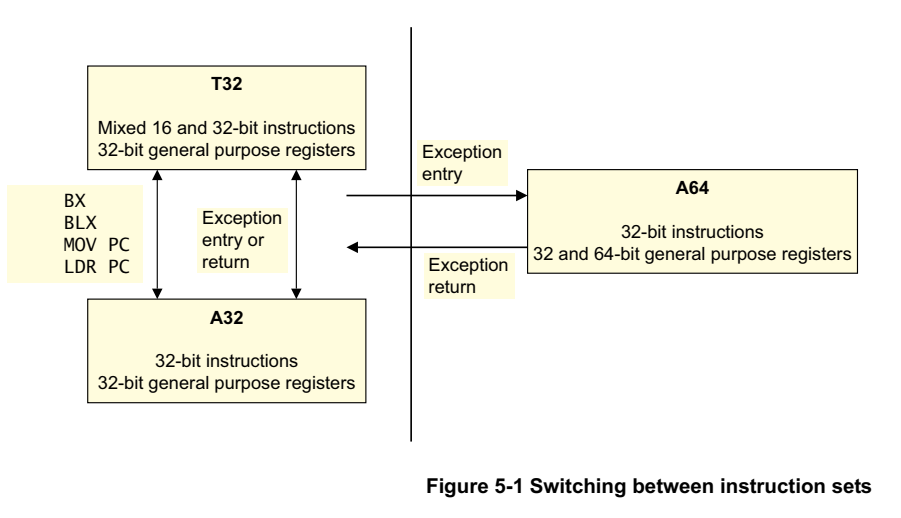 T32
Mixed 16 and 32-bit instructions
32-bit general purpose registers
BX
BLX
MOV PC
LDR PC
Exception
entry or
return
A32
32-bit instructions
32-bit general purpose registers
Exception
entry
Exception
return
A64
32-bit instructions
32 and 64-bit general purpose registers
Figure 5-1 Switching between instruction sets